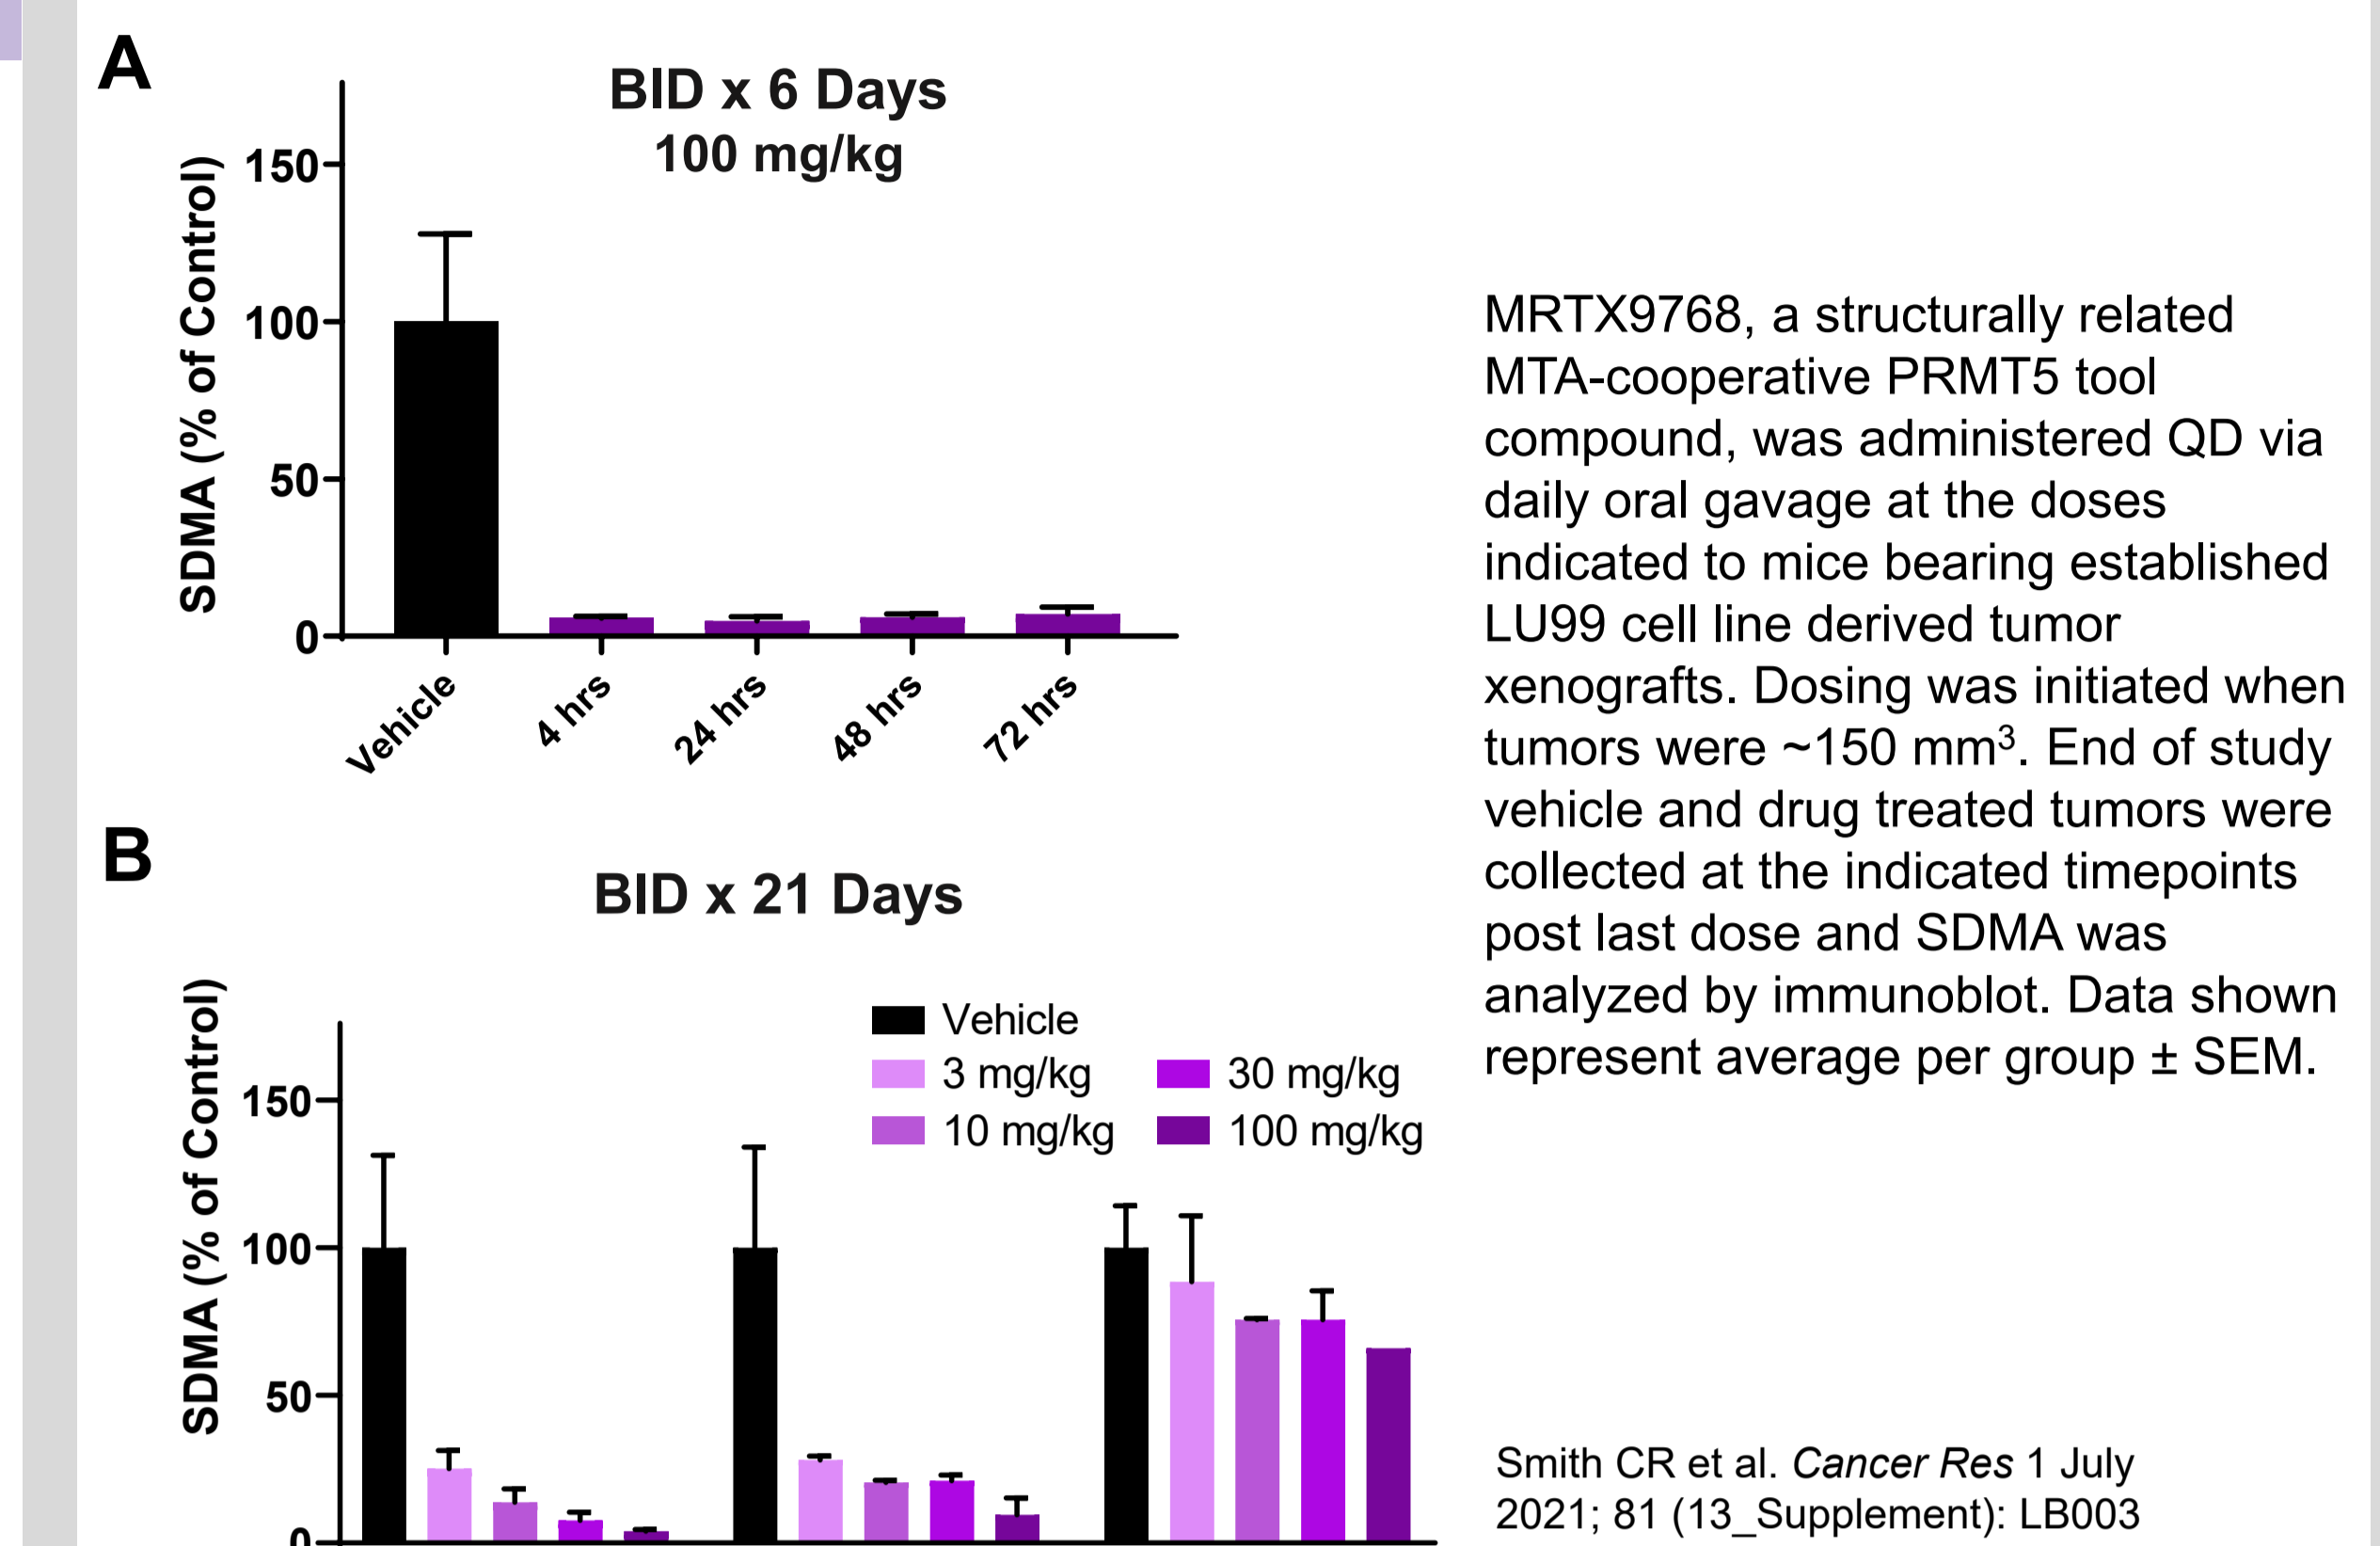 A
BID x 6 Days
100 mg/kg
SDMA (% of Control)
150
100
50
0
Vehicle
4 hrs
24 hrs
48 hrs
72 hrs
B
BID x 21 Days
Vehicle
3 mg/kg
10 mg/kg
30 mg/kg
100 mg/kg
SDMA (% of Control)
150
100
50
0
MRTX9768, a structurally related
MTA-cooperative PRMT5 tool
compound, was administered QD via
daily oral gavage at the doses
indicated to mice bearing established
LU99 cell line derived tumor
xenografts. Dosing was initiated when
tumors were ~150 mm³. End of study
vehicle and drug treated tumors were
collected at the indicated timepoints
post last dose and SDMA was
analyzed by immunoblot. Data shown
represent average per group ± SEM.
Smith CR et al. Cancer Res 1 July
2021; 81 (13_Supplement): LB003